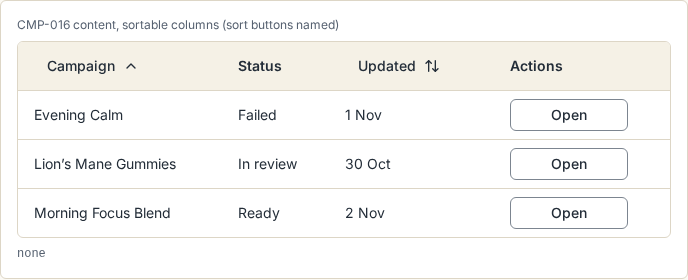 CMP-016 content, sortable columns (sort buttons named)
Campaign Status Updated Actions
Evening Calm Failed 1 Nov Open
Lion’s Mane Gummies In review 30 Oct Open
Morning Focus Blend Ready 2 Nov Open
none